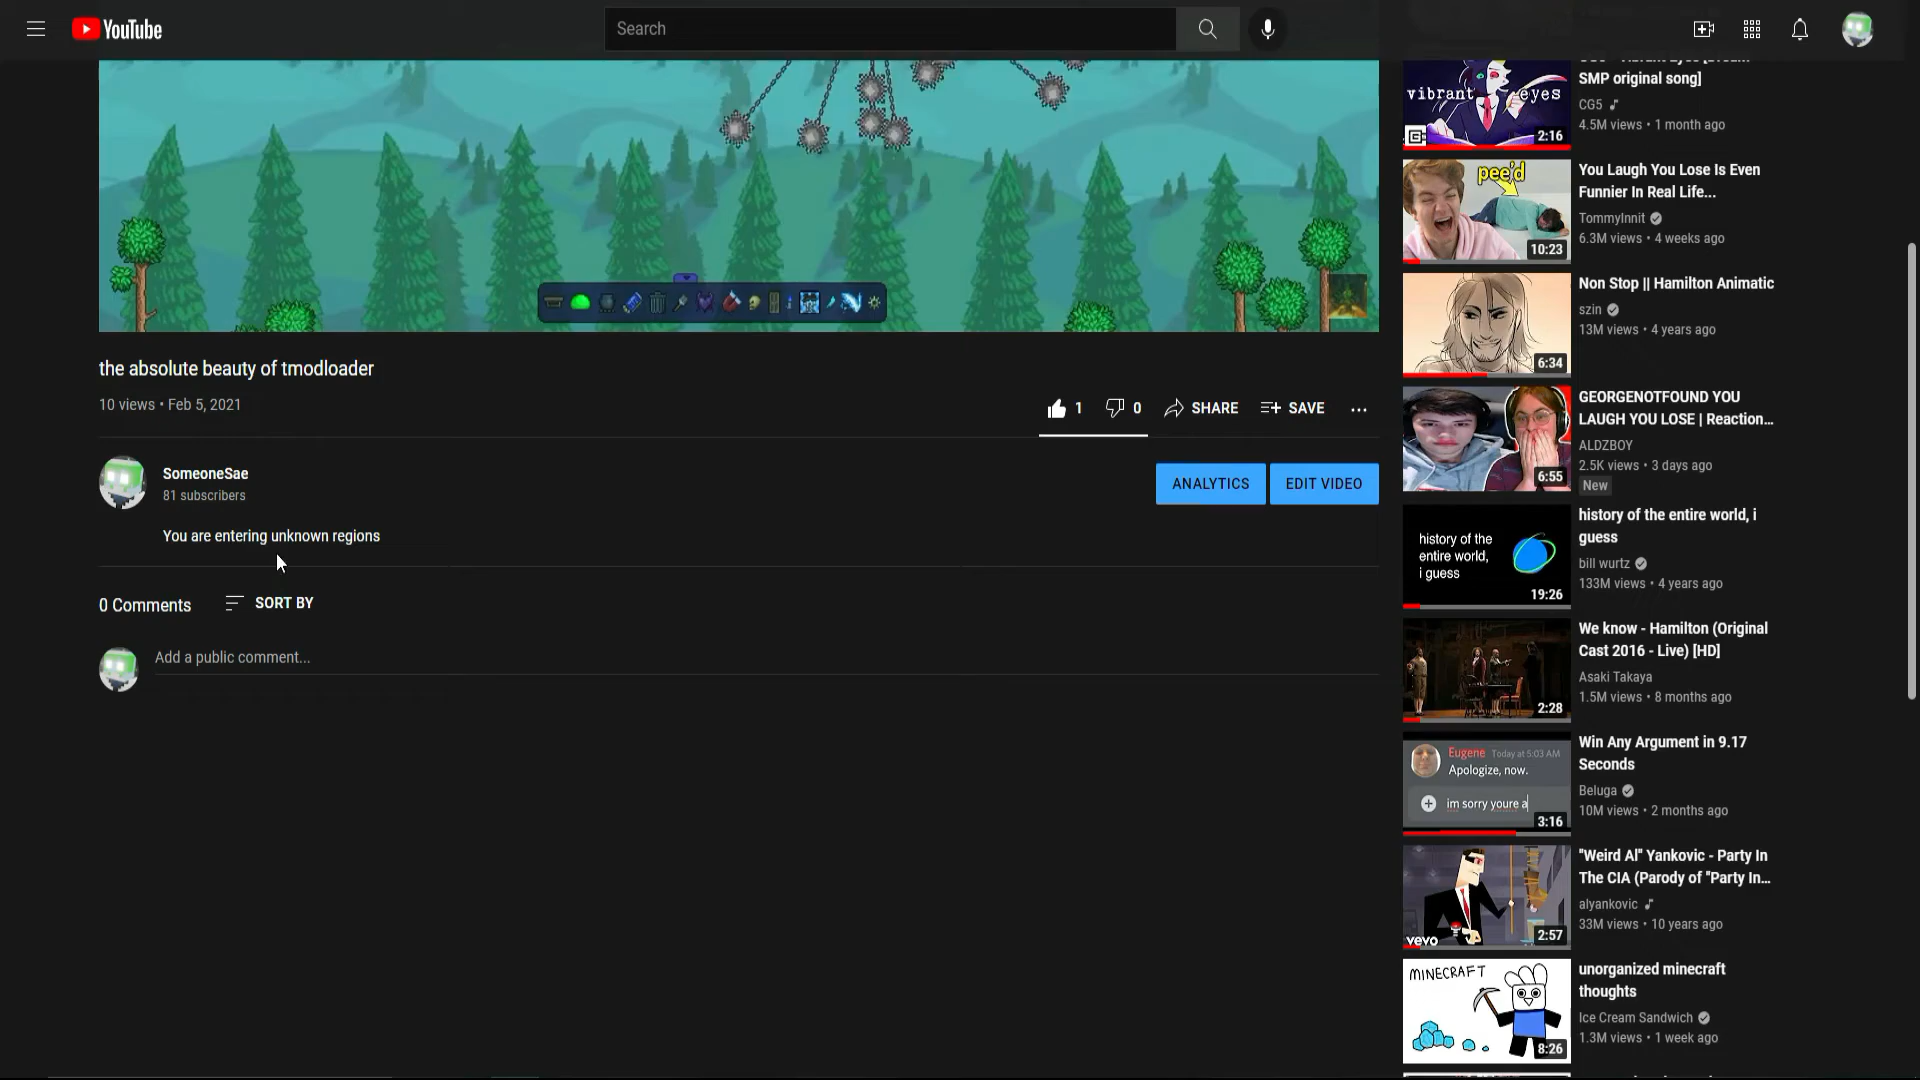 YouTube
Search
the absolute beauty of tmodloader
10 views • Feb 5, 2021
1
0
SHARE
SAVE
SomeoneSae
81 subscribers
ANALYTICS
EDIT VIDEO
You are entering unknown regions
0 Comments
SORT BY
Add a public comment...
vibrant eyes
2:16
SMP original song]
CG5
4.5M views • 1 month ago
pee'd
10:23
You Laugh You Lose Is Even
Funnier In Real Life...
TommyInnit
6.3M views • 4 weeks ago
6:34
Non Stop || Hamilton Animatic
szin
13M views • 4 years ago
6:55
GEORGENOTFOUND YOU
LAUGH YOU LOSE | Reaction...
ALDZBOY
2.5K views • 3 days ago
New
history of the
entire world,
i guess
19:26
history of the entire world, i
guess
bill wurtz
133M views • 4 years ago
2:28
We know - Hamilton (Original
Cast 2016 - Live) [HD]
Asaki Takaya
1.5M views • 8 months ago
Eugene Today at 5:03 AM
Apologize, now.
im sorry youre a
3:16
Win Any Argument in 9.17
Seconds
Beluga
10M views • 2 months ago
vevo
2:57
"Weird Al" Yankovic - Party In
The CIA (Parody of "Party In...
alyankovic
33M views • 10 years ago
MINECRAFT
8:26
unorganized minecraft
thoughts
Ice Cream Sandwich
1.3M views • 1 week ago